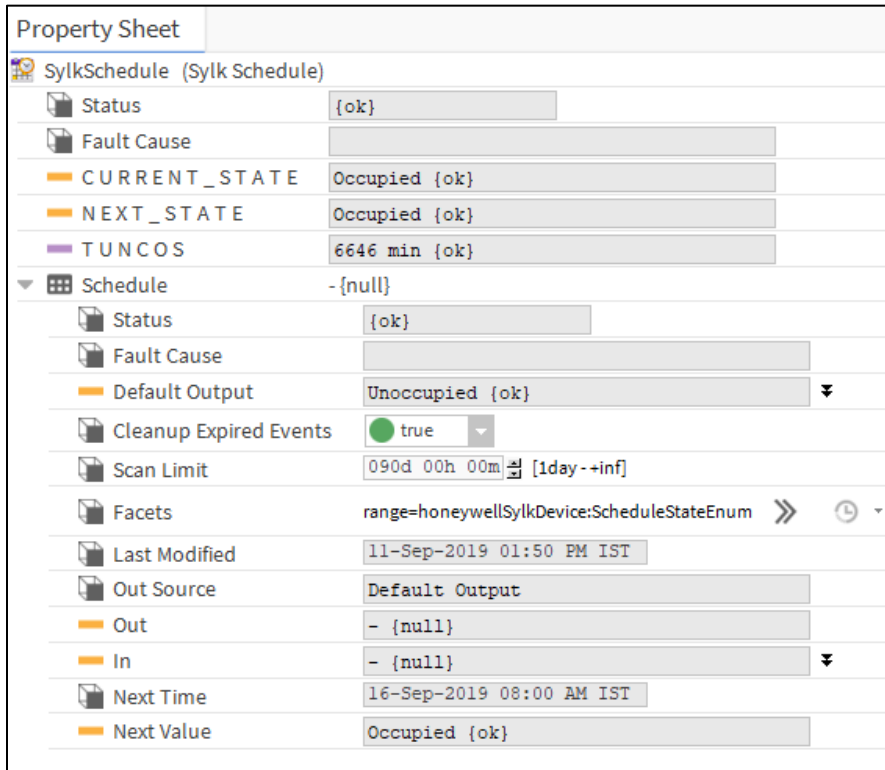 Property Sheet
SylkSchedule (Sylk Schedule)
Status {ok}
Fault Cause
CURRENT_STATE Occupied {ok}
NEXT_STATE Occupied {ok}
TUNCOS 6646 min {ok}
Schedule - {null}
Status {ok}
Fault Cause
Default Output Unoccupied {ok}
Cleanup Expired Events true
Scan Limit 090d 00h 00m [1day - +inf]
Facets range=honeywellSylkDevice:ScheduleStateEnum
Last Modified 11-Sep-2019 01:50 PM IST
Out Source Default Output
Out - {null}
In - {null}
Next Time 16-Sep-2019 08:00 AM IST
Next Value Occupied {ok}